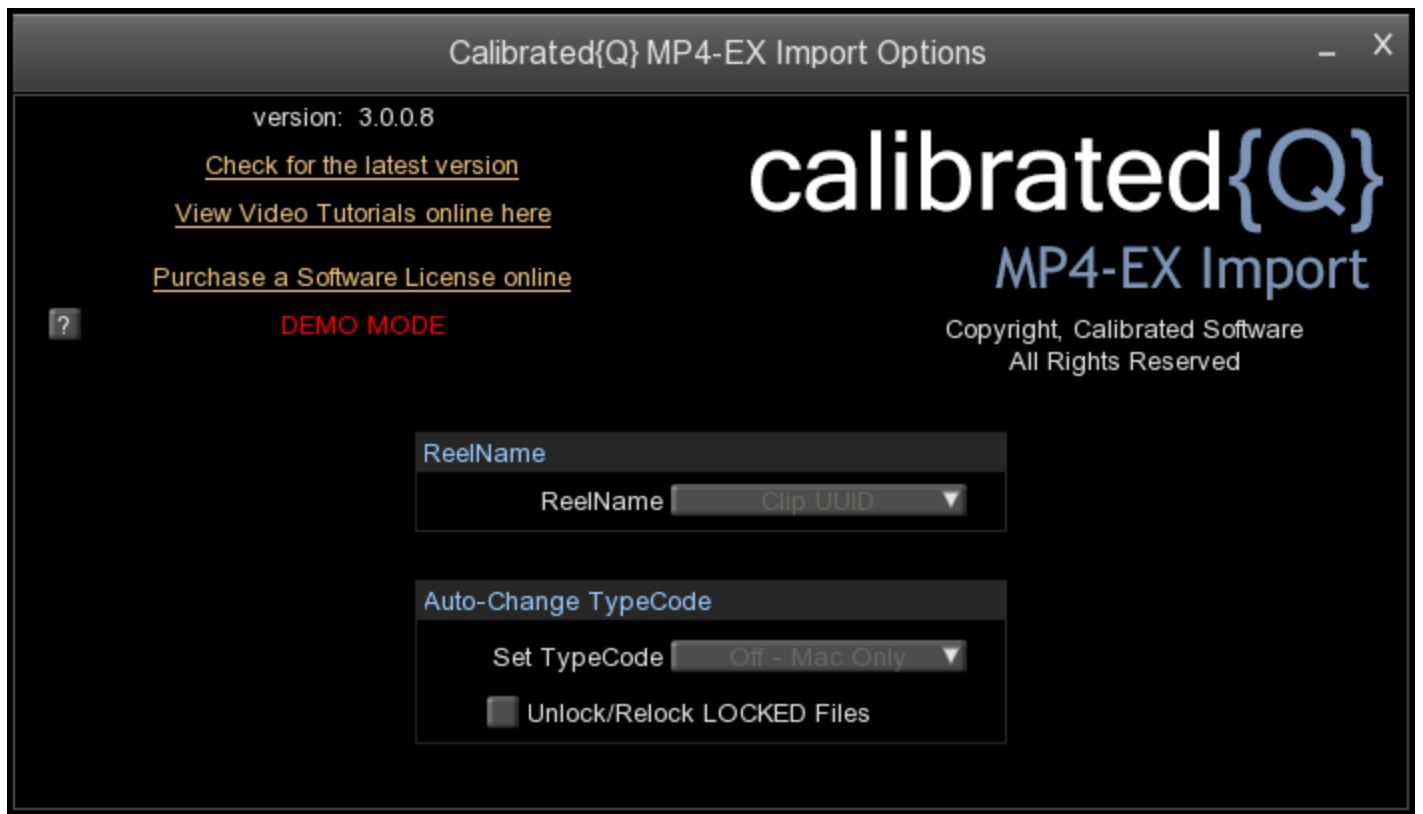 Calibrated{Q} MP4-EX Import Options
version: 3.0.0.8
Check for the latest version
View Video Tutorials online here
Purchase a Software License online
?
DEMO MODE
calibrated{Q}
MP4-EX Import
Copyright, Calibrated Software
All Rights Reserved
ReelName
ReelName Clip UUID
Auto-Change TypeCode
Set TypeCode Off - Mac Only
Unlock/Relock LOCKED Files